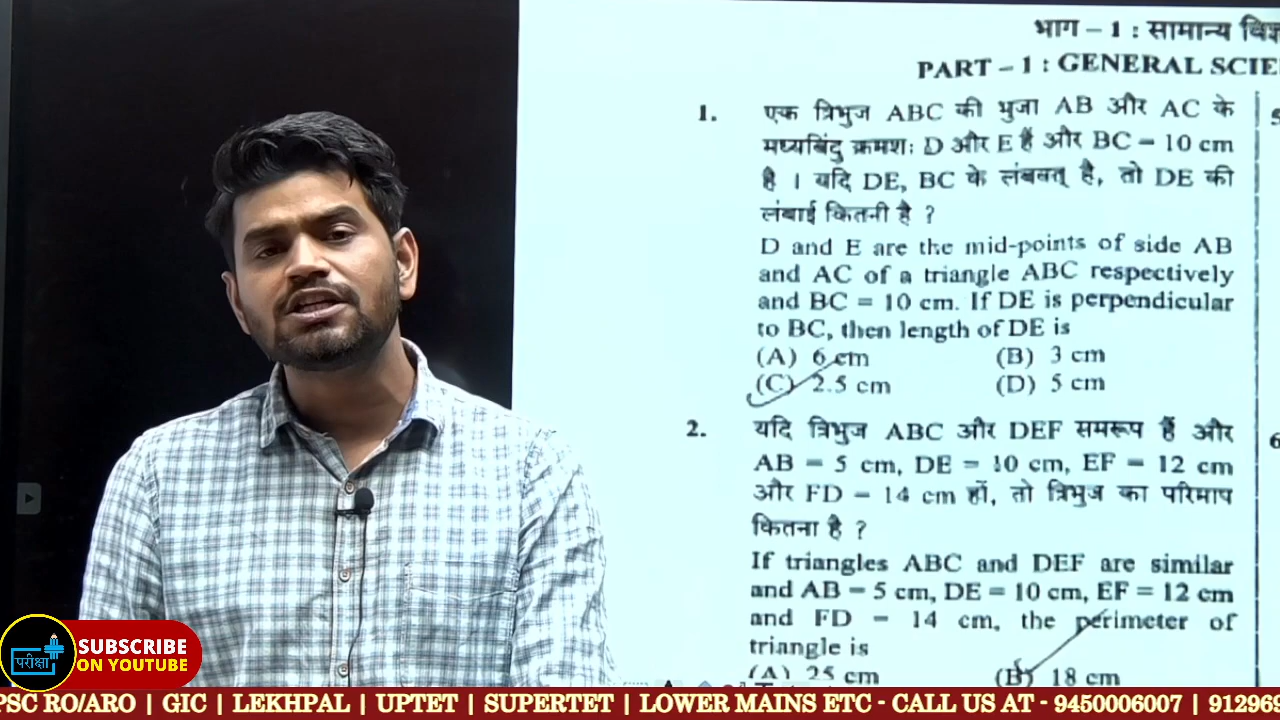 भाग – 1 : सामान्य
PART – 1 : GENERAL
1. एक त्रिभुज ABC की भुजा AB और AC के
मध्यबिंदु क्रमशः D और E हैं और BC = 10 cm
है । यदि DE, BC के लंबवत् है, तो DE की
लंबाई कितनी है ?
D and E are the mid-points of side AB
and AC of a triangle ABC respectively
and BC = 10 cm. If DE is perpendicular
to BC, then length of DE is
(A) 6 cm (B) 3 cm
(C) 2.5 cm (D) 5 cm
2. यदि त्रिभुज ABC और DEF समरूप हैं और
AB = 5 cm, DE = 10 cm, EF = 12 cm
और FD = 14 cm हों, तो त्रिभुज का परिमाप
कितना है ?
If triangles ABC and DEF are similar
and AB = 5 cm, DE = 10 cm, EF = 12 cm
and FD = 14 cm, the perimeter of
triangle is
(A) 25 cm (B) 18 cm
परीक्षा
SUBSCRIBE
ON YOUTUBE
PSC RO/ARO | GIC | LEKHPAL | UPTET | SUPERTET | LOWER MAINS ETC - CALL US AT - 9450006007 |